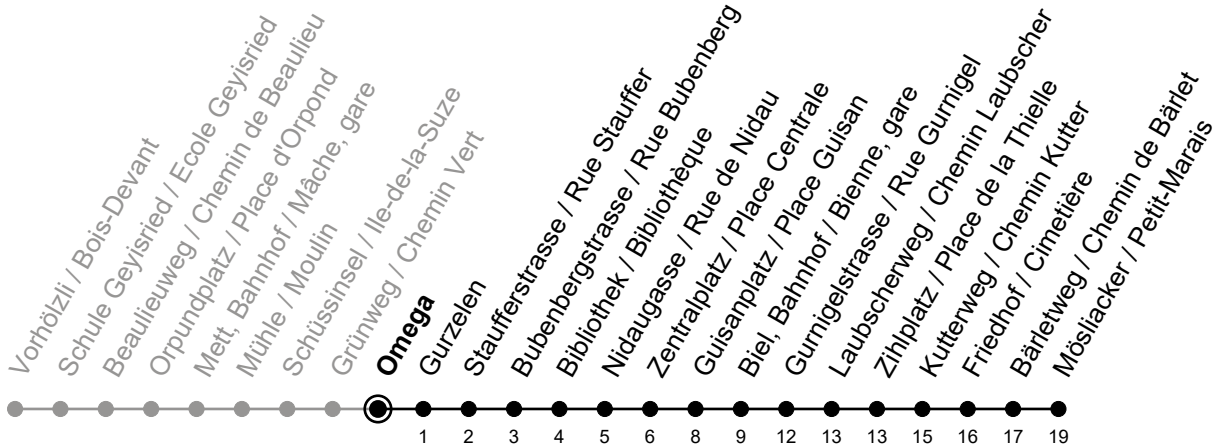 Vorhölzli / Bois-Devant
Schule Geyisried / Ecole Geyisried
Beaulieuweg / Chemin de Beaulieu
Orpundplatz / Place d'Orpond
Mett, Bahnhof / Mâche, gare
Mühle / Moulin
Schüssinsel / Ile-de-la-Suze
Grünweg / Chemin Vert
Omega
Gurzelen
Staufferstrasse / Rue Stauffer
Bubenbergstrasse / Rue Bubenberg
Bibliothek / Bibliothèque
Nidaugasse / Rue de Nidau
Zentralplatz / Place Centrale
Guisanplatz / Place Guisan
Biel, Bahnhof / Bienne, gare
Gurnigelstrasse / Rue Gurnigel
Laubscherweg / Chemin Laubscher
Zihlplatz / Place de la Thielle
Kutterweg / Chemin Kutter
Friedhof / Cimetière
Bärletweg / Chemin de Bärlet
Mösliacker / Petit-Marais
1 2 3 4 5 6 8 9 12 13 13 15 16 17 19